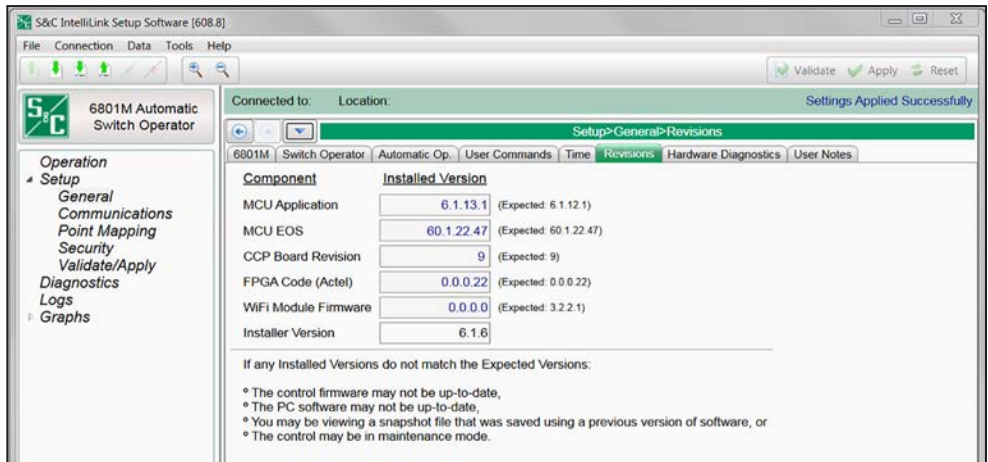 S&C IntelliLink Setup Software [608.8]
File Connection Data Tools Help
Validate Apply Reset
S&C
6801M Automatic
Switch Operator
Connected to: Location: Settings Applied Successfully
Setup>General>Revisions
6801M Switch Operator Automatic Op. User Commands Time Revisions Hardware Diagnostics User Notes
Operation
Setup
General
Communications
Point Mapping
Security
Validate/Apply
Diagnostics
Logs
Graphs
Component Installed Version
MCU Application 6.1.13.1 (Expected: 6.1.12.1)
MCU EOS 60.1.22.47 (Expected: 60.1.22.47)
CCP Board Revision 9 (Expected: 9)
FPGA Code (Actel) 0.0.0.22 (Expected: 0.0.0.22)
WiFi Module Firmware 0.0.0.0 (Expected: 3.2.2.1)
Installer Version 6.1.6
If any Installed Versions do not match the Expected Versions:
º The control firmware may not be up-to-date,
º The PC software may not be up-to-date,
º You may be viewing a snapshot file that was saved using a previous version of software, or
º The control may be in maintenance mode.